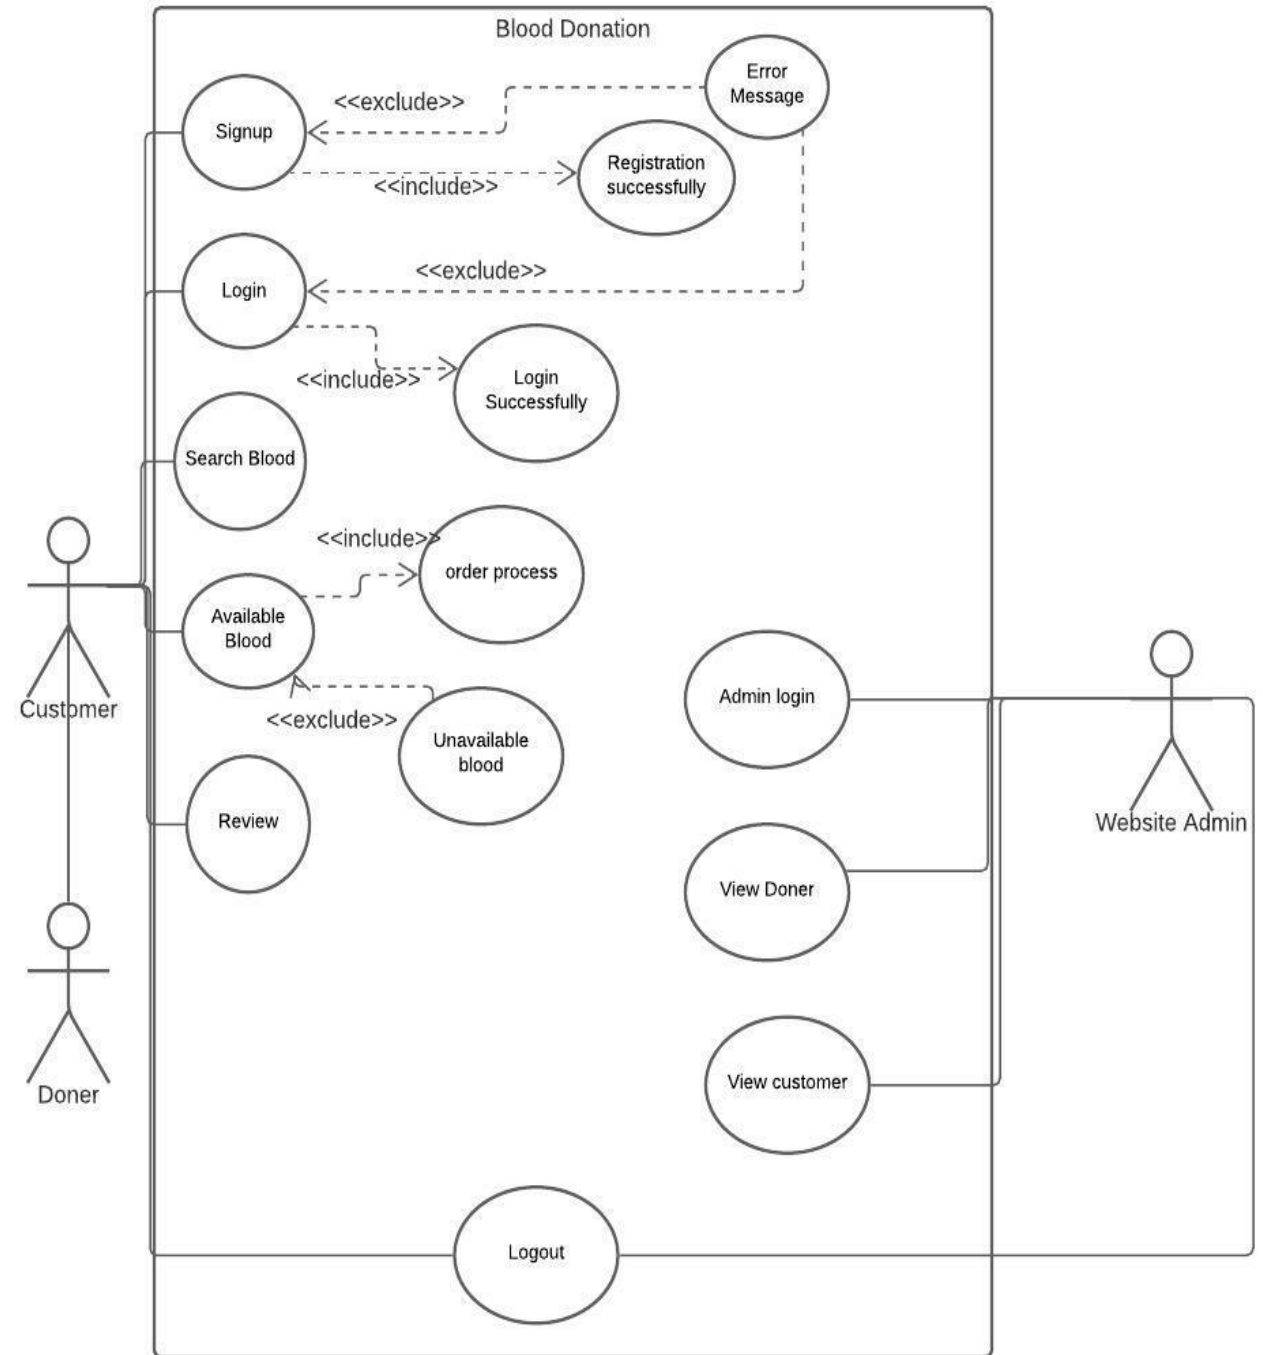 Blood Donation
Error
Message
<<exclude>>
Signup
Registration
successfully
<<include>>
<<exclude>>
Login
<<include>>
Login
Successfully
Search Blood
<<include>>
order process
Available
Blood
Admin login
Customer
<<exclude>>
Unavailable
blood
Review
Website Admin
View Doner
Doner
View customer
Logout